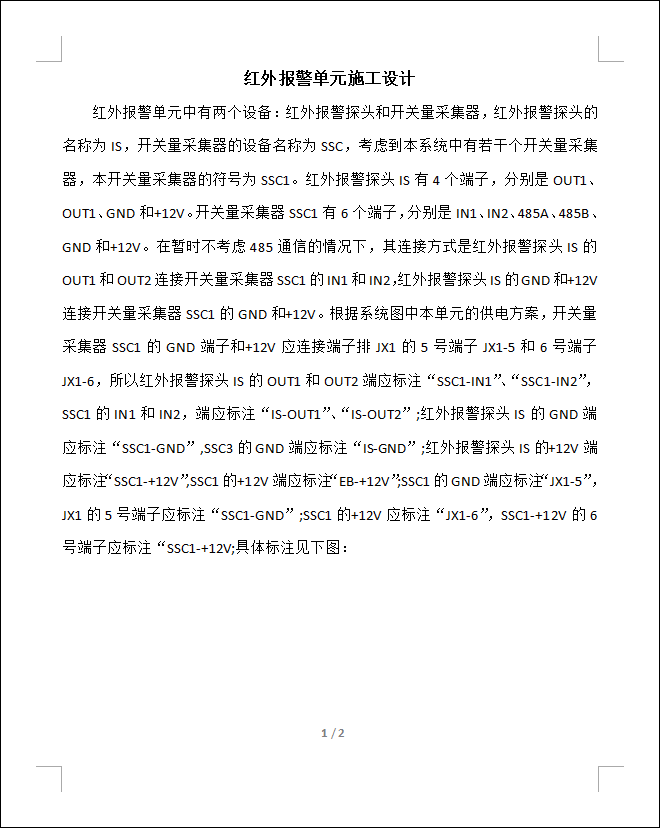 红外报警单元施工设计
红外报警单元中有两个设备：红外报警探头和开关量采集器，红外报警探头的
名称为 IS，开关量采集器的设备名称为 SSC，考虑到本系统中有若干个开关量采集
器，本开关量采集器的符号为 SSC1。红外报警探头 IS 有 4 个端子，分别是 OUT1、
OUT1、GND 和+12V。开关量采集器 SSC1 有 6 个端子，分别是 IN1、IN2、485A、485B、
GND 和+12V。在暂时不考虑 485 通信的情况下，其连接方式是红外报警探头 IS 的
OUT1 和 OUT2 连接开关量采集器 SSC1 的 IN1 和 IN2，红外报警探头 IS 的 GND 和+12V
连接开关量采集器 SSC1 的 GND 和+12V。根据系统图中本单元的供电方案，开关量
采集器 SSC1 的 GND 端子和+12V 应连接端子排 JX1 的 5 号端子 JX1-5 和 6 号端子
JX1-6，所以红外报警探头 IS 的 OUT1 和 OUT2 端应标注“SSC1-IN1”、“SSC1-IN2”，
SSC1 的 IN1 和 IN2，端应标注“IS-OUT1”、“IS-OUT2”;红外报警探头 IS 的 GND 端
应标注“SSC1-GND”,SSC3 的 GND 端应标注“IS-GND”;红外报警探头 IS 的+12V 端
应标注“SSC1-+12V”,SSC1 的+12V 端应标注“EB-+12V”;SSC1 的 GND 端应标注“JX1-5”，
JX1 的 5 号端子应标注“SSC1-GND”;SSC1 的+12V 应标注“JX1-6”，SSC1-+12V 的 6
号端子应标注“SSC1-+12V;具体标注见下图：
1 / 2